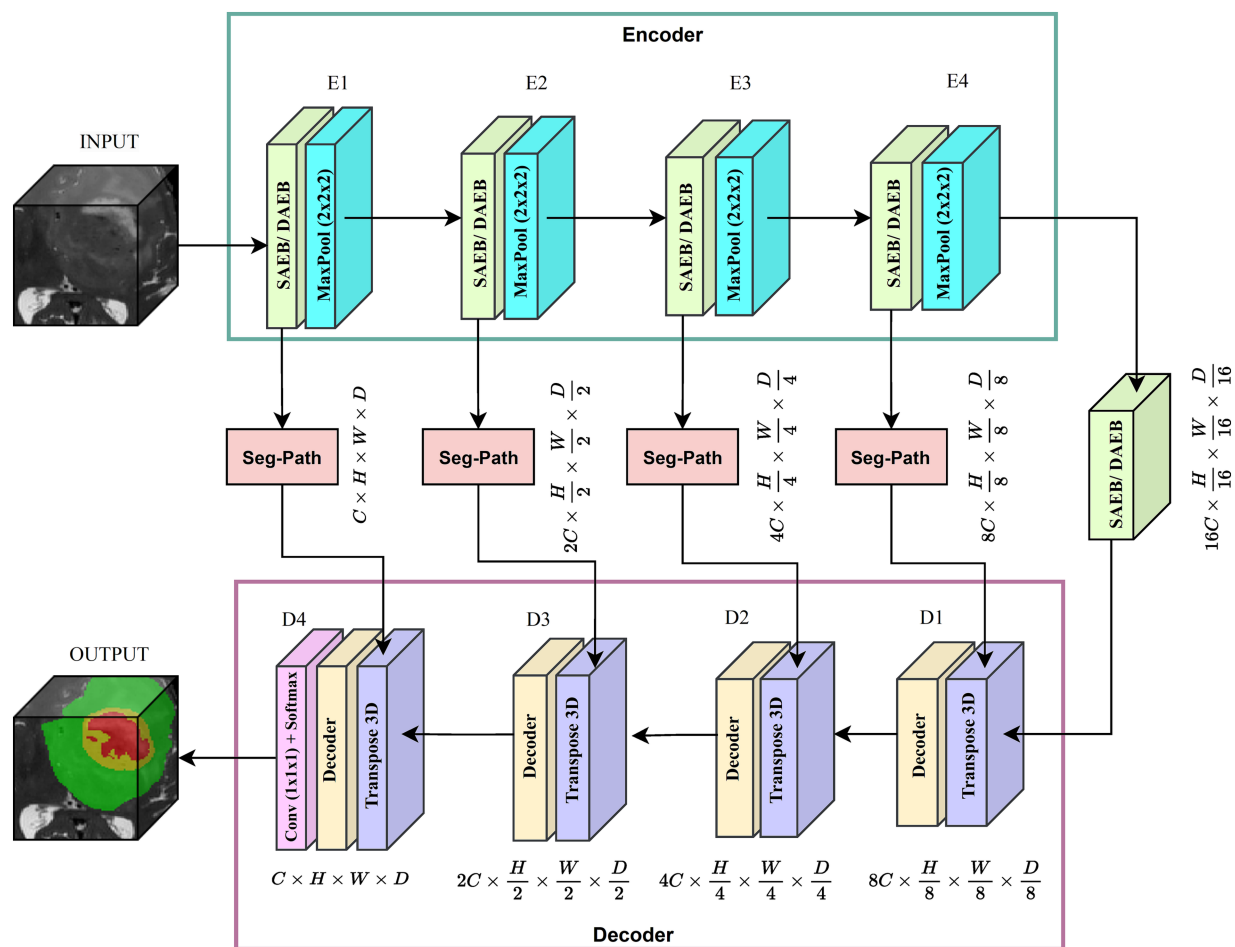 Encoder
E1
E2
E3
E4
INPUT
SAEB/ DAEB
MaxPool (2x2x2)
SAEB/ DAEB
MaxPool (2x2x2)
SAEB/ DAEB
MaxPool (2x2x2)
SAEB/ DAEB
MaxPool (2x2x2)
Seg-Path
C × H × W × D
Seg-Path
2C × H/2 × W/2 × D/2
Seg-Path
4C × H/4 × W/4 × D/4
Seg-Path
8C × H/8 × W/8 × D/8
SAEB/ DAEB
16C × H/16 × W/16 × D/16
D4
D3
D2
D1
OUTPUT
Conv (1x1x1) + Softmax
Decoder
Transpose 3D
Decoder
Transpose 3D
Decoder
Transpose 3D
Decoder
Transpose 3D
C × H × W × D
2C × H/2 × W/2 × D/2
4C × H/4 × W/4 × D/4
8C × H/8 × W/8 × D/8
Decoder